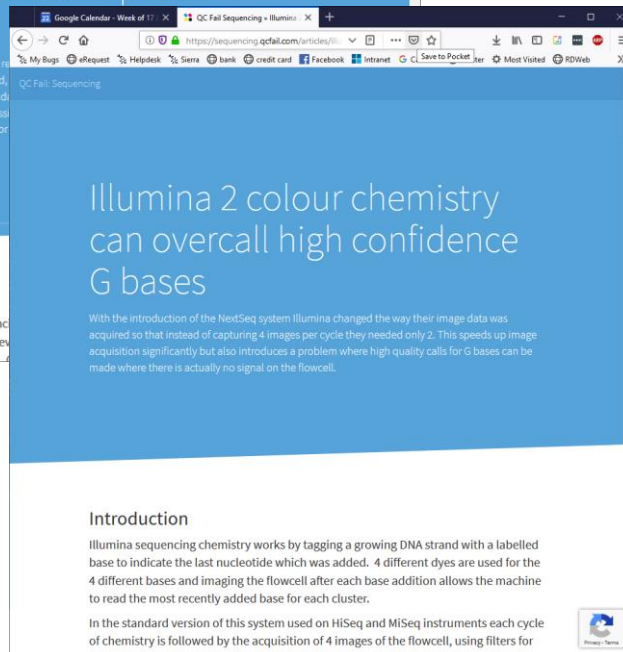 Google Calendar - Week of 17
QC Fail Sequencing » Illumina
https://sequencing.qcfail.com/articles/
My Bugs eRequest Helpdesk Sierra bank credit card Facebook Intranet Most Visited RDWeb
Save to Pocket
QC Fail: Sequencing
Illumina 2 colour chemistry
can overcall high confidence
G bases
With the introduction of the NextSeq system Illumina changed the way their image data was
acquired so that instead of capturing 4 images per cycle they needed only 2. This speeds up image
acquisition significantly but also introduces a problem where high quality calls for G bases can be
made where there is actually no signal on the flowcell.
Introduction
Illumina sequencing chemistry works by tagging a growing DNA strand with a labelled
base to indicate the last nucleotide which was added. 4 different dyes are used for the
4 different bases and imaging the flowcell after each base addition allows the machine
to read the most recently added base for each cluster.
In the standard version of this system used on HiSeq and MiSeq instruments each cycle
of chemistry is followed by the acquisition of 4 images of the flowcell, using filters for
Privacy - Terms